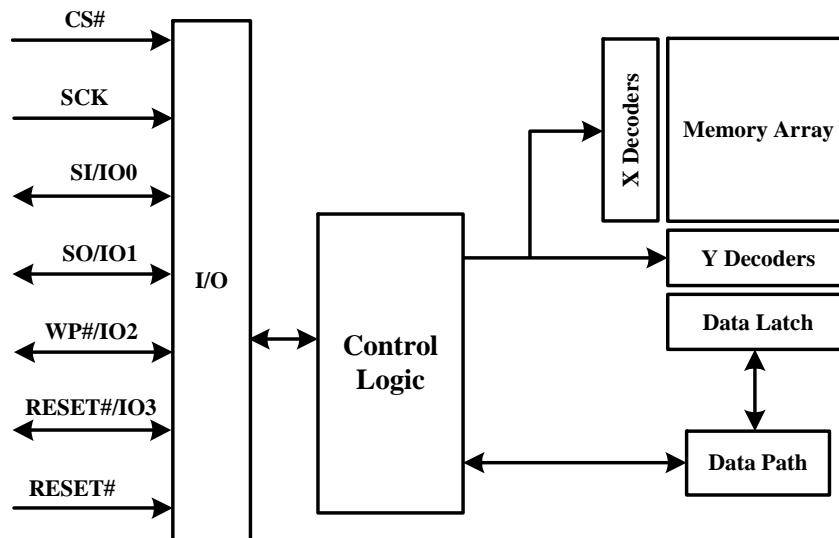 CS#
SCK
SI/IO0
SO/IO1
WP#/IO2
RESET#/IO3
RESET#
I/O
Control
Logic
X Decoders
Memory Array
Y Decoders
Data Latch
Data Path